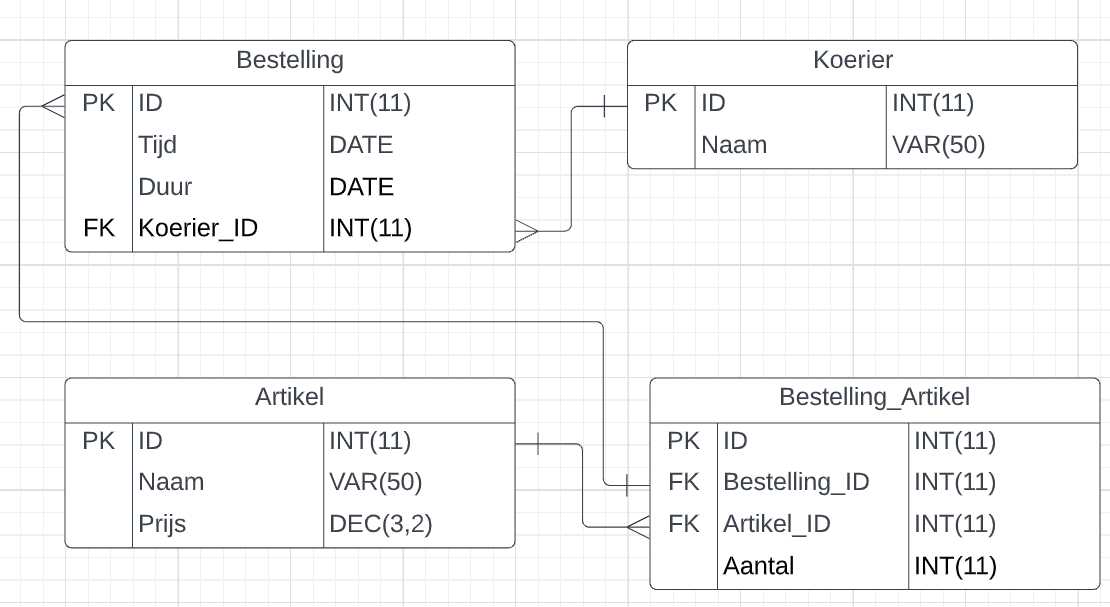 Bestelling
PK ID INT(11)
Tijd DATE
Duur DATE
FK Koerier_ID INT(11)
Koerier
PK ID INT(11)
Naam VAR(50)
Artikel
PK ID INT(11)
Naam VAR(50)
Prijs DEC(3,2)
Bestelling_Artikel
PK ID INT(11)
FK Bestelling_ID INT(11)
FK Artikel_ID INT(11)
Aantal INT(11)